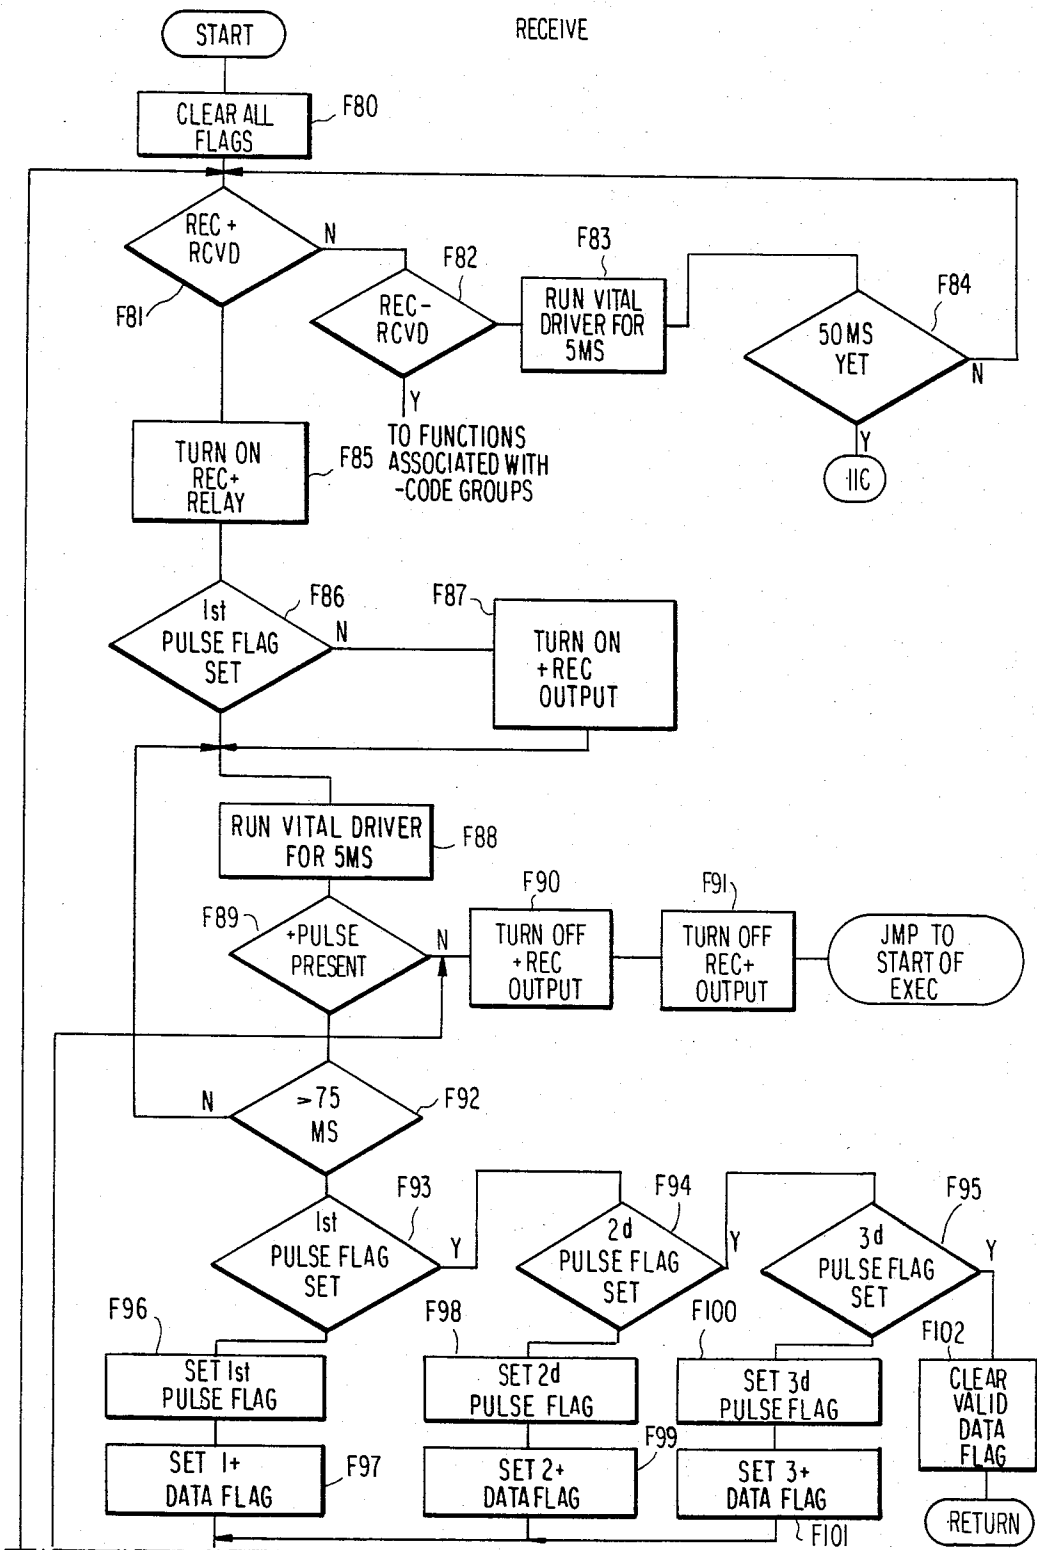 RECEIVE
START
CLEAR ALL
FLAGS
F80
REC +
RCVD
N
F81
REC-
RCVD
F82
Y
TO FUNCTIONS
ASSOCIATED WITH
-CODE GROUPS
F83
RUN VITAL
DRIVER FOR
5MS
F84
50MS
YET
N
Y
11C
TURN ON
REC+
RELAY
F85
1st
PULSE FLAG
SET
F86
N
F87
TURN ON
+REC
OUTPUT
RUN VITAL DRIVER
FOR 5MS
F88
F89
+PULSE
PRESENT
N
F90
TURN OFF
+REC
OUTPUT
F91
TURN OFF
REC+
OUTPUT
JMP TO
START OF
EXEC
N
≥75
MS
F92
F93
1st
PULSE FLAG
SET
Y
F94
2d
PULSE FLAG
SET
Y
F95
3d
PULSE FLAG
SET
Y
F96
SET 1st
PULSE FLAG
F98
SET 2d
PULSE FLAG
F100
SET 3d
PULSE FLAG
F102
CLEAR
VALID
DATA
FLAG
SET 1+
DATA FLAG
F97
SET 2+
DATA FLAG
F99
SET 3+
DATA FLAG
F101
RETURN